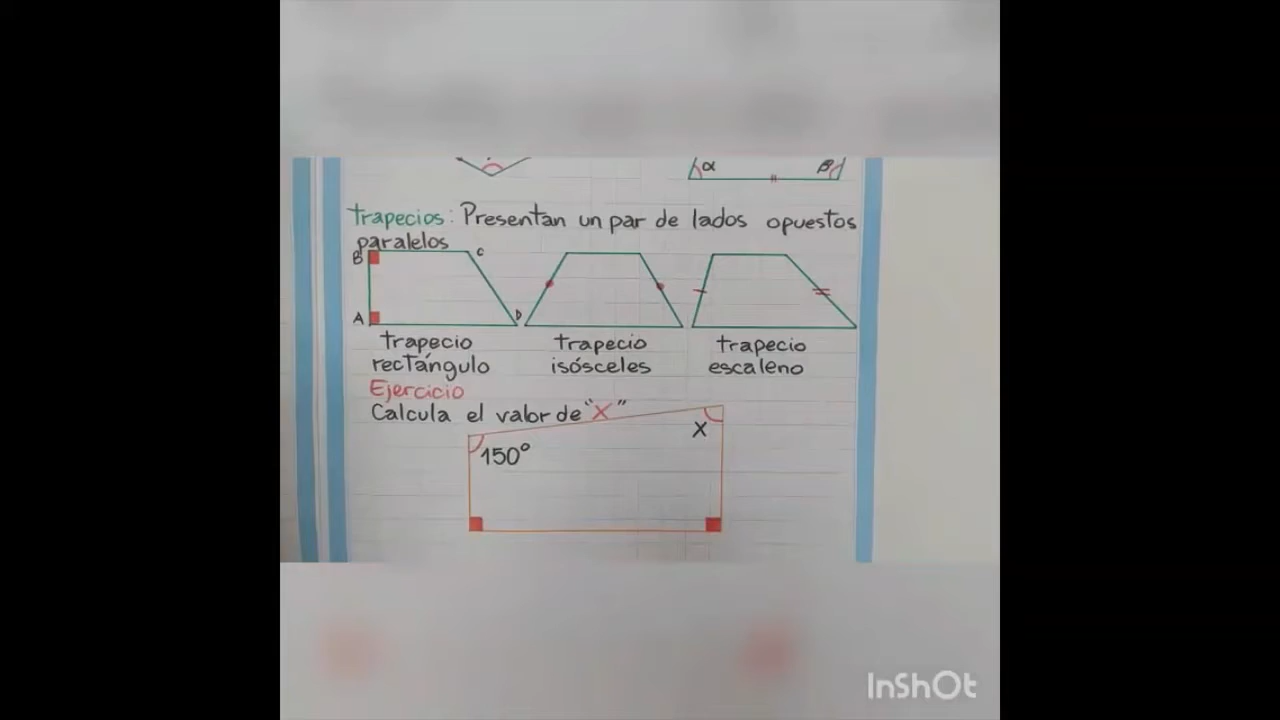 α β
Trapecios: Presentan un par de lados opuestos
paralelos
B C
A D
trapecio rectángulo
trapecio isósceles
trapecio escaleno
Ejercicio
Calcula el valor de "X"
150° X
InShOt